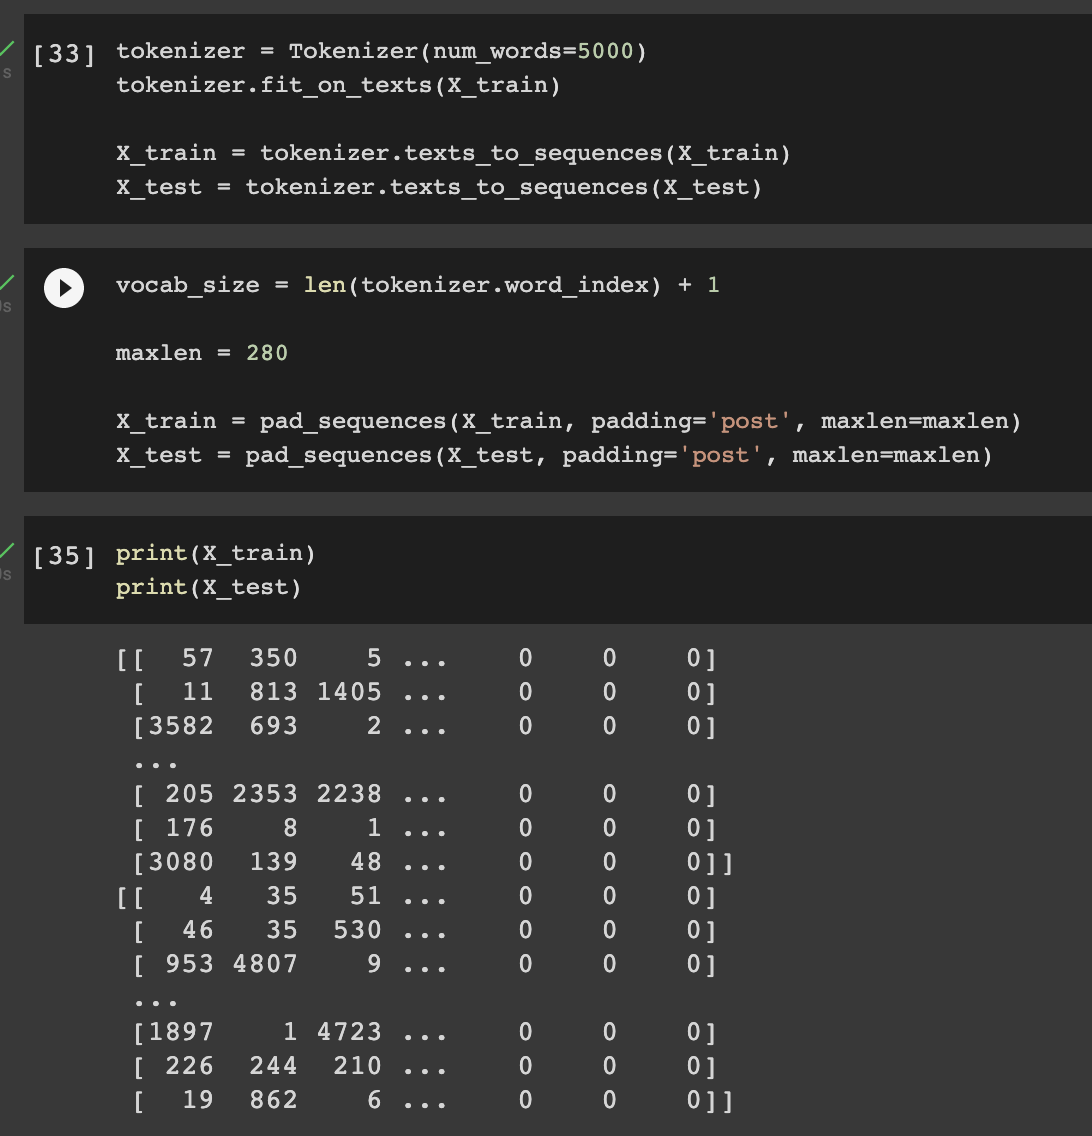 [33] tokenizer = Tokenizer(num_words=5000)
tokenizer.fit_on_texts(X_train)
X_train = tokenizer.texts_to_sequences(X_train)
s
X_test = tokenizer.texts_to_sequences(X_test)
vocab_size = len(tokenizer.word_index) + 1
maxlen = 280
X_train = pad_sequences(X_train, padding='post', maxlen=maxlen)
X_test = pad_sequences(X_test, padding='post', maxlen=maxlen)
[35] print(X_train)
print(X_test)
[[ 57 350 5 ... 0 0 0]
[ 11 813 1405 ... 0 0 0]
[3582 693 2 ... 0 0 0]
...
[ 205 2353 2238 ... 0 0 0]
[ 176 8 1 ... 0 0 0]
[3080 139 48 ... 0 0 0]]
[[ 4 35 51 ... 0 0 0]
[ 46 35 530 ... 0 0 0]
[ 953 4807 9 ... 0 0 0]
...
[1897 1 4723 ... 0 0 0]
[ 226 244 210 ... 0 0 0]
[ 19 862 6 ... 0 0 0]]